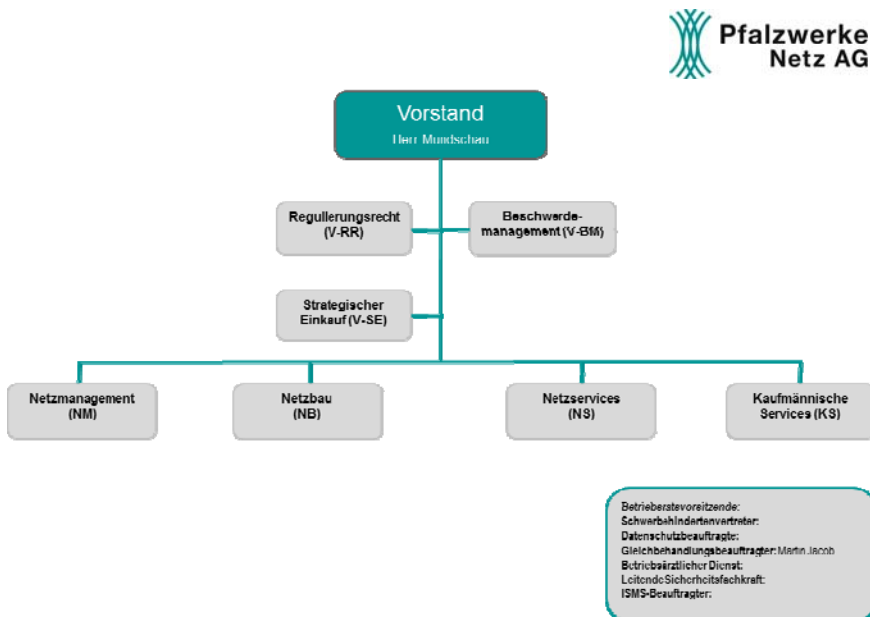 Pfalzwerke
Netz AG
Vorstand
Herr Mundschau
Regulierungsrecht
(V-RR)
Beschwerde-
management (V-BM)
Strategischer
Einkauf (V-SE)
Netzmanagement
(NM)
Netzbau
(NB)
Netzservices
(NS)
Kaufmännische
Services (KS)
Betriebsratsvorsitzende:
Schwerbehindertenvertreter:
Datenschutzbeauftragte:
Gleichbehandlungsbeauftragter: Martin Jacob
Betriebsärztlicher Dienst:
Leitende Sicherheitsfachkraft:
ISMS-Beauftragter: